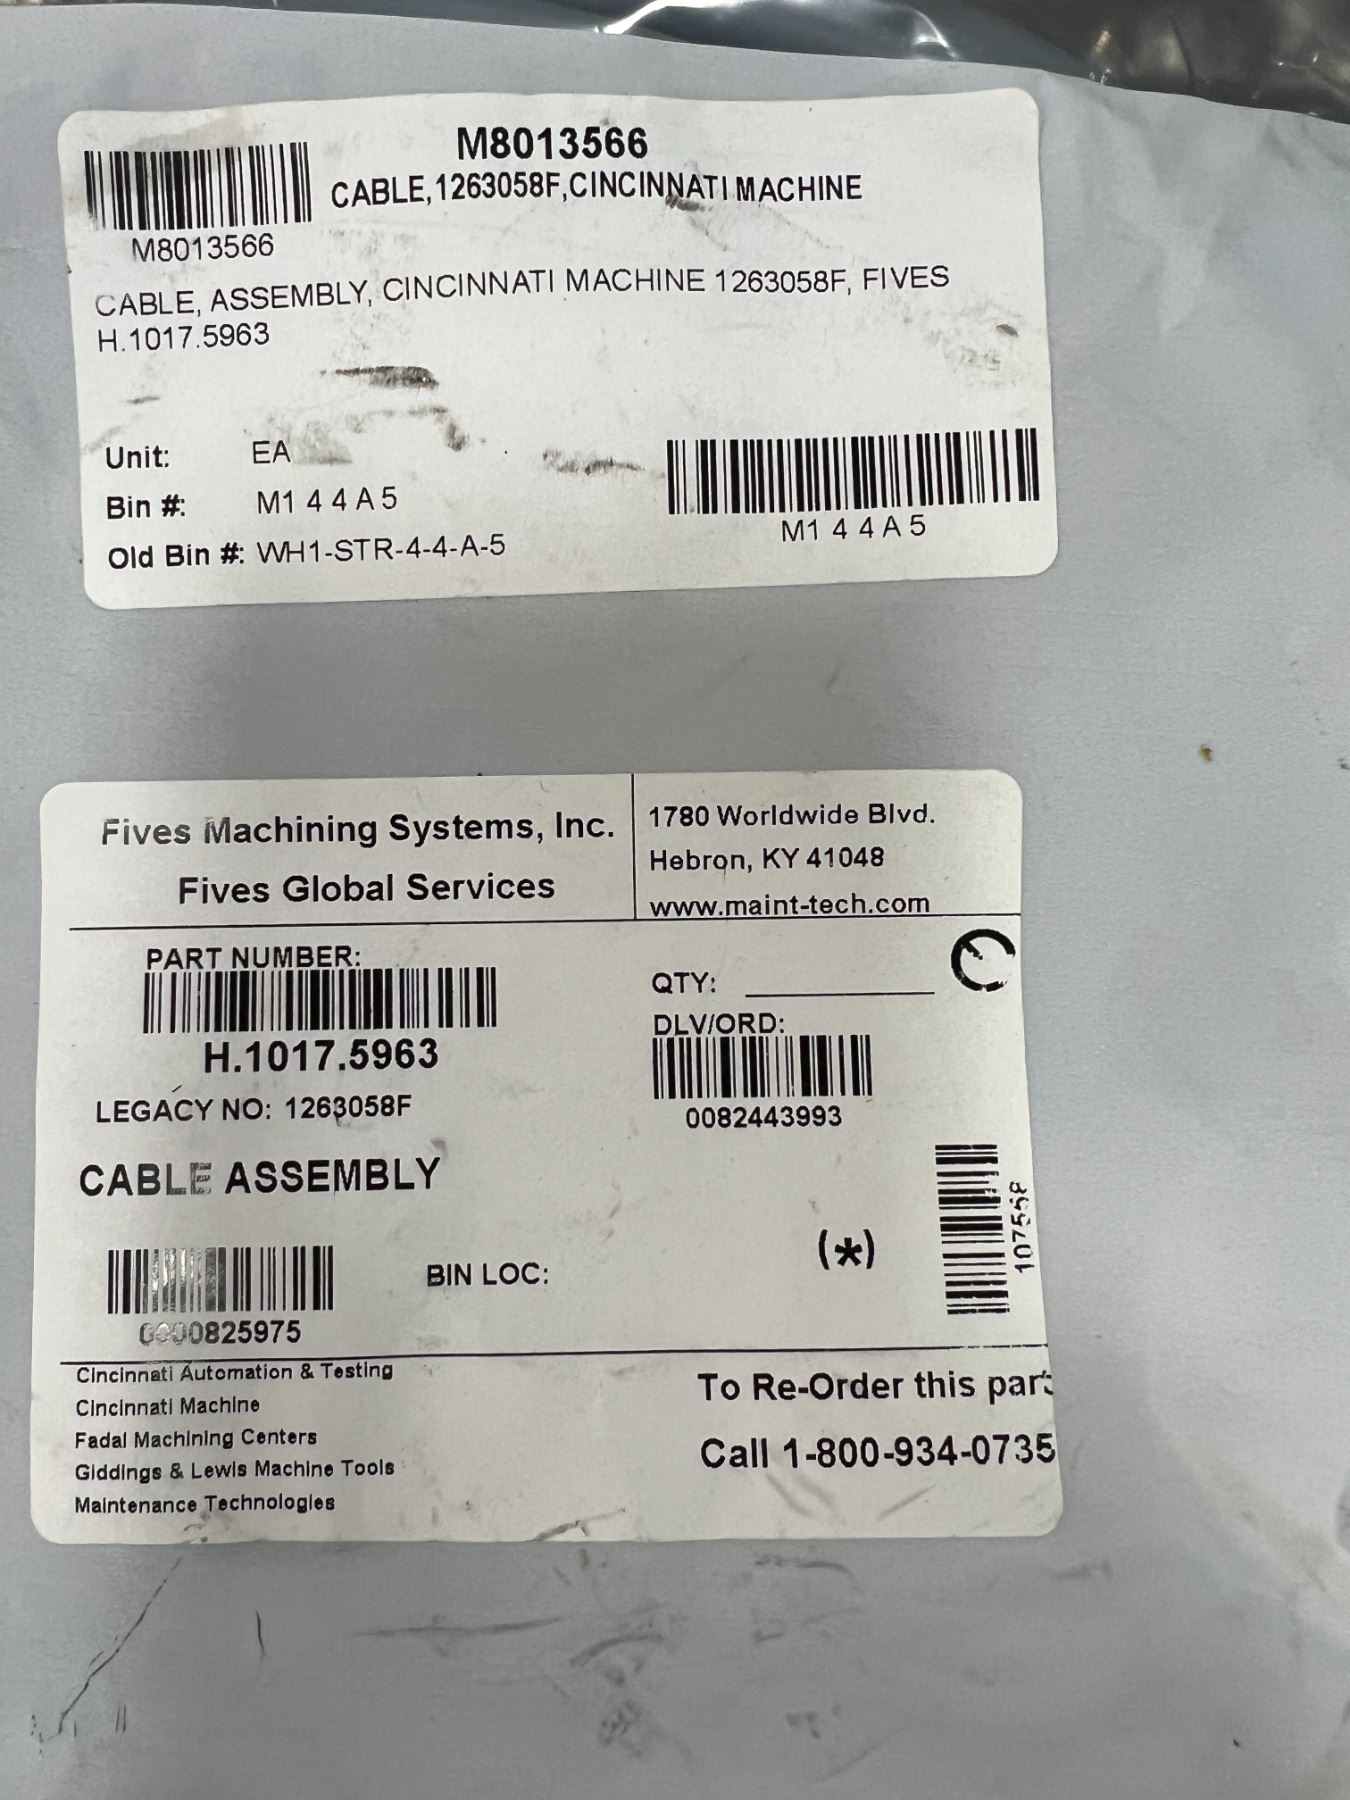 M8013566
CABLE,1263058F,CINCINNATI MACHINE
M8013566
CABLE, ASSEMBLY, CINCINNATI MACHINE 1263058F, FIVES
H.1017.5963
Unit: EA
Bin #: M1 4 4 A 5
Old Bin #: WH1-STR-4-4-A-5
M1 4 4 A 5
Fives Machining Systems, Inc.
Fives Global Services
1780 Worldwide Blvd.
Hebron, KY 41048
www.maint-tech.com
PART NUMBER:
H.1017.5963
LEGACY NO: 1263058F
CABLE ASSEMBLY
QTY:
DLV/ORD:
0082443993
107558
(*)
BIN LOC:
0000825975
Cincinnati Automation & Testing
Cincinnati Machine
Fadal Machining Centers
Giddings & Lewis Machine Tools
Maintenance Technologies
To Re-Order this part
Call 1-800-934-0735